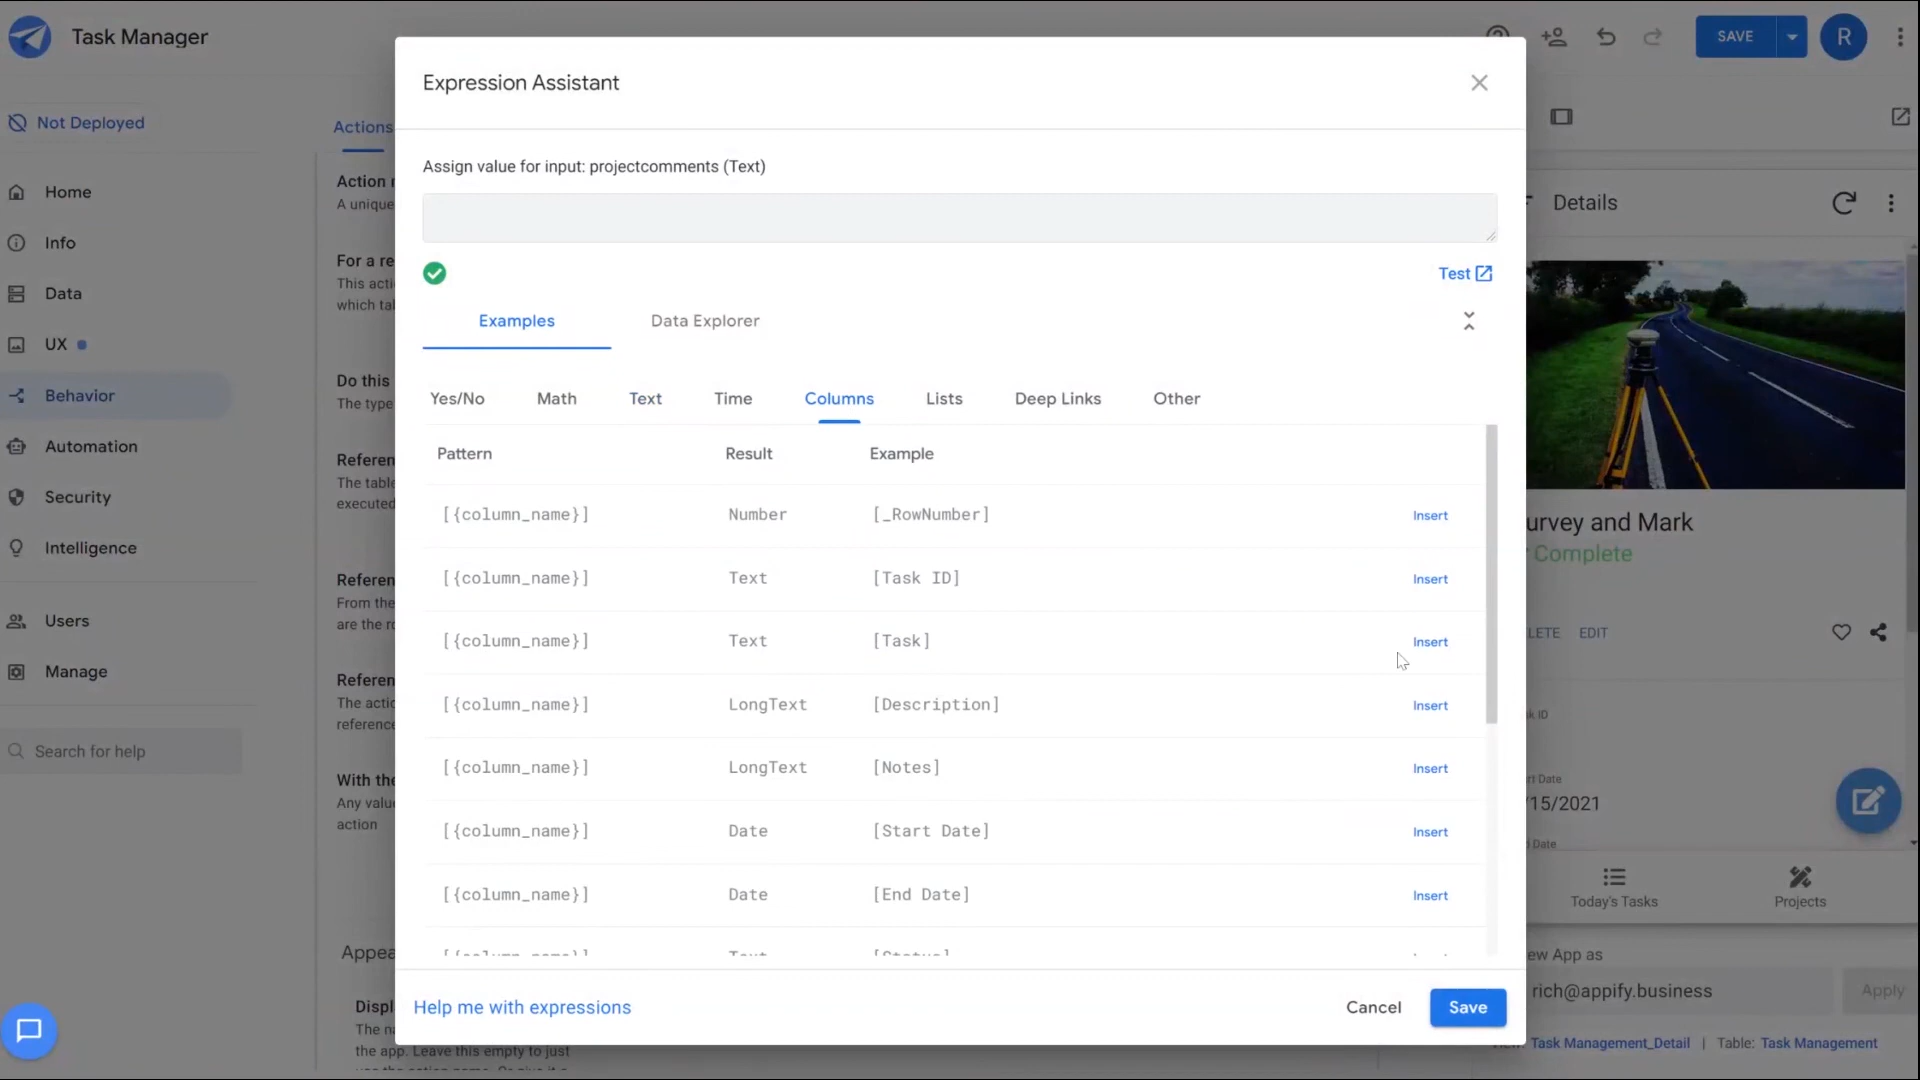 Task Manager
SAVE
R
Not Deployed
Home
Info
Data
UX
Behavior
Automation
Security
Intelligence
Users
Manage
Search for help
Actions
Action
A unique
For a re
This acti
which tal
Do this
The type
Referen
The table
executed
Referen
From the
are the ro
Referen
The actio
reference
With the
Any valu
action
Appea
Displ
The na
the app. Leave this empty to just
Expression Assistant
Assign value for input: projectcomments (Text)
Test
Examples
Data Explorer
Yes/No
Math
Text
Time
Columns
Lists
Deep Links
Other
Pattern Result Example
[{column_name}] Number [_RowNumber] Insert
[{column_name}] Text [Task ID] Insert
[{column_name}] Text [Task] Insert
[{column_name}] LongText [Description] Insert
[{column_name}] LongText [Notes] Insert
[{column_name}] Date [Start Date] Insert
[{column_name}] Date [End Date] Insert
Help me with expressions
Cancel
Save
Details
urvey and Mark
Complete
LETE EDIT
k ID
rt Date
/15/2021
d Date
Today's Tasks
Projects
ew App as
rich@appify.business
Apply
Task Management_Detail | Table: Task Management